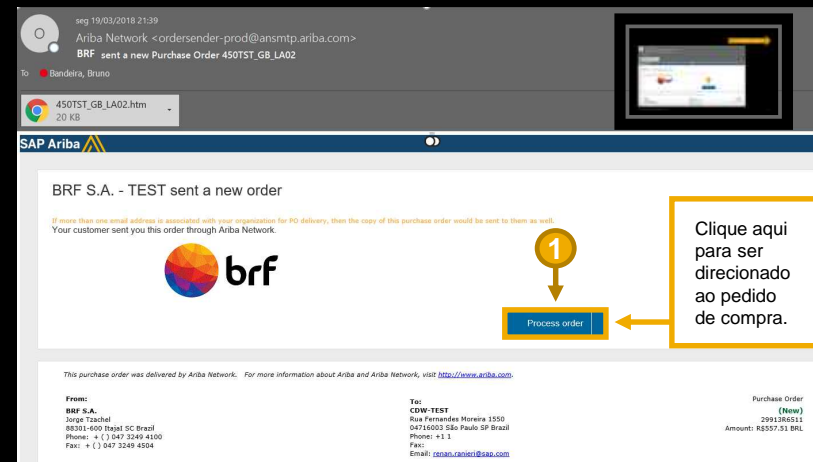 seg 19/03/2018 21:39
O
Ariba Network <ordersender-prod@ansmtp.ariba.com>
BRF sent a new Purchase Order 450TST_GB_LA02
To Bandeira, Bruno
450TST_GB_LA02.htm
20 KB
SAP Ariba
BRF S.A. - TEST sent a new order
If more than one email address is associated with your organization for PO delivery, then the copy of this purchase order would be sent to them as well.
Your customer sent you this order through Ariba Network.
brf
1
Process order
Clique aqui
para ser
direcionado
ao pedido
de compra.
This purchase order was delivered by Ariba Network. For more information about Ariba and Ariba Network, visit http://www.ariba.com.
From:
BRF S.A.
Jorge Tzachel
88301-600 ItajaI SC Brazil
Phone: + ( ) 047 3249 4100
Fax: + ( ) 047 3249 4504
To:
CDW-TEST
Rua Fernandes Moreira 1550
04716003 São Paulo SP Brazil
Phone: +1 1
Fax:
Email: renan.ranieri@sap.com
Purchase Order
(New)
29913R6511
Amount: R$557.51 BRL